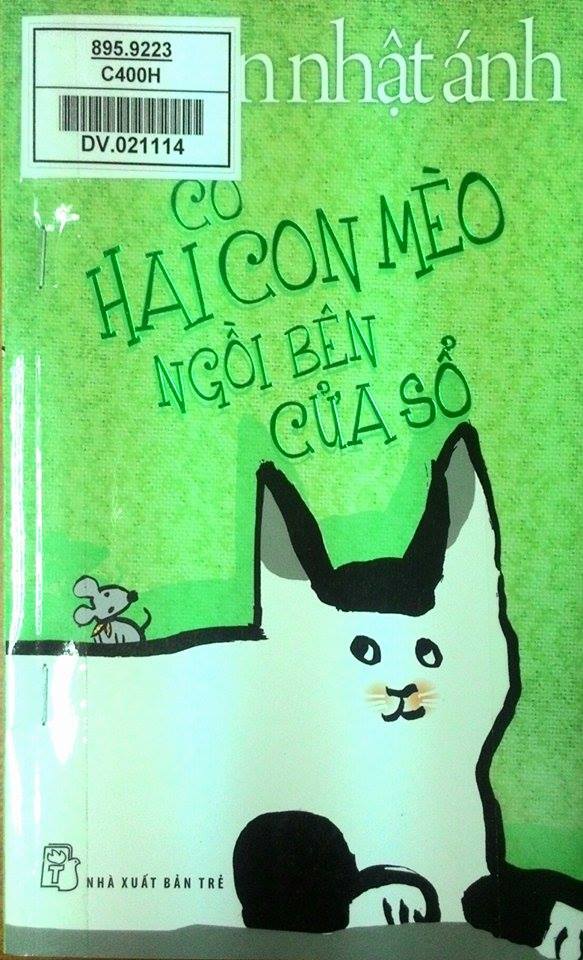 895.9223
C400H
DV.021114
n nhật ánh
CÓ
HAI CON MÈO
NGỒI BÊN
CỬA SỔ
T
NHÀ XUẤT BẢN TRẺ